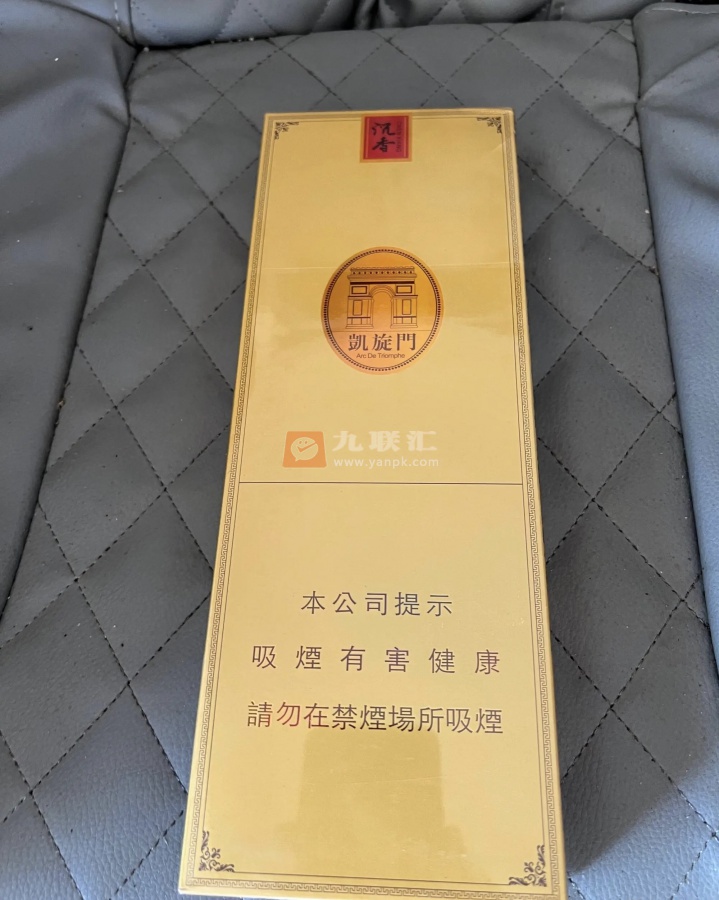 沉香
凱旋門
Arc De Triomphe
九联汇
www.yanpk.com
本公司提示
吸煙有害健康
請勿在禁煙場所吸煙